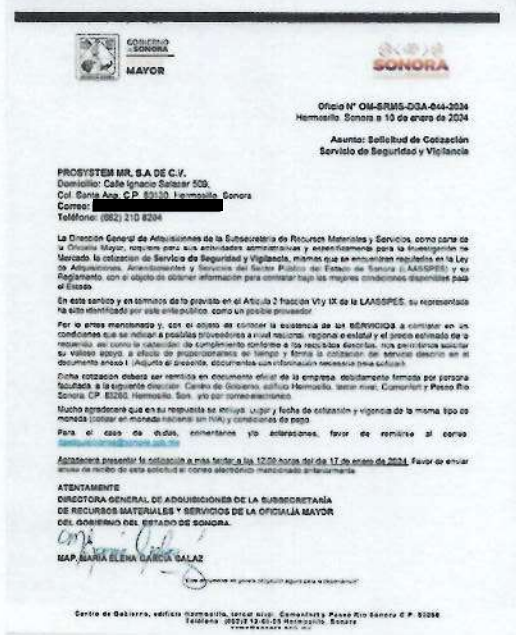 GOBIERNO
DE SONORA
MAYOR
SONORA
Oficio N° OM-SRMS-DGA-044-2024
Hermosillo, Sonora a 10 de enero de 2024
Asunto: Solicitud de Cotización
Servicio de Seguridad y Vigilancia
PROSYSTEM MR, S.A DE C.V.
Domicilio: Calle Ignacio Salazar 509,
Col. Santa Ana, C.P. 83130, Hermosillo, Sonora
Correo:
Teléfono: (662) 210 8204
La Dirección General de Adquisiciones de la Subsecretaría de Recursos Materiales y Servicios, como parte de
la Oficialía Mayor, requiere para sus actividades administrativas y específicamente para la Investigación de
Mercado, la cotización de Servicio de Seguridad y Vigilancia, mismos que se encuentran regulados en la Ley
de Adquisiciones, Arrendamientos y Servicios del Sector Público del Estado de Sonora (LAASSPES) y su
Reglamento, con el objeto de obtener información para contratar bajo las mejores condiciones disponibles para
el Estado.
En este sentido y en términos de lo previsto en el Artículo 2 fracción VI y IX de la LAASSPES, su representada
ha sido identificada por este ente público, como un posible proveedor
Por lo antes mencionado y, con el objeto de conocer la existencia de los SERVICIOS a contratar en las
condiciones que se indican a posibles proveedores a nivel nacional, regional o estatal y el precio estimado de lo
requerido así como la capacidad de cumplimiento conforme a los requisitos descritos, nos permitimos solicitar
su valioso apoyo, a efecto de proporcionarnos en tiempo y forma la cotización del servicio descrito en el
documento anexo I (Adjunto al presente, documentos con información necesaria para cotizar).
Dicha cotización deberá ser remitida en documento oficial de la empresa, debidamente firmada por persona
facultada, a la siguiente dirección: Centro de Gobierno, edificio Hermosillo, tercer nivel, Comonfort y Paseo Río
Sonora, C.P. 83280, Hermosillo, Son. y/o por correo electrónico.
Mucho agradeceré que en su respuesta se incluya: Lugar y fecha de cotización y vigencia de la misma, tipo de
moneda (cotizar en moneda nacional sin IVA) y condiciones de pago.
Para el caso de dudas, comentarios y/o aclaraciones, favor de remitirse al correo
Agradeceré presentar la cotización a más tardar a las 12:00 horas del día 17 de enero de 2024. Favor de enviar
acuse de recibo de esta solicitud al correo electrónico mencionado anteriormente.
ATENTAMENTE
DIRECTORA GENERAL DE ADQUISICIONES DE LA SUBSECRETARÍA
DE RECURSOS MATERIALES Y SERVICIOS DE LA OFICIALÍA MAYOR
DEL GOBIERNO DEL ESTADO DE SONORA.
MAP. MARÍA ELENA GARCÍA GALAZ
Centro de Gobierno, edificio Hermosillo, tercer nivel, Comonfort y Paseo Río Sonora C.P. 83280
Hermosillo, Sonora